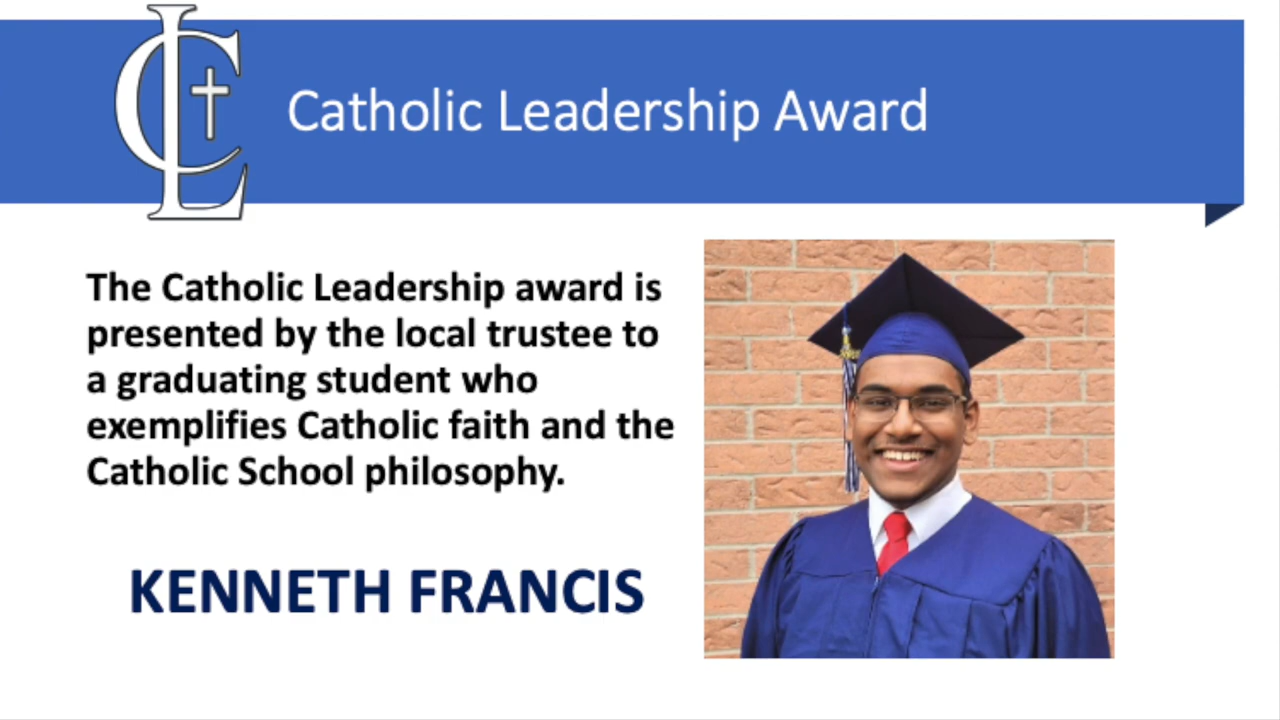 CL
Catholic Leadership Award
The Catholic Leadership award is
presented by the local trustee to
a graduating student who
exemplifies Catholic faith and the
Catholic School philosophy.
KENNETH FRANCIS